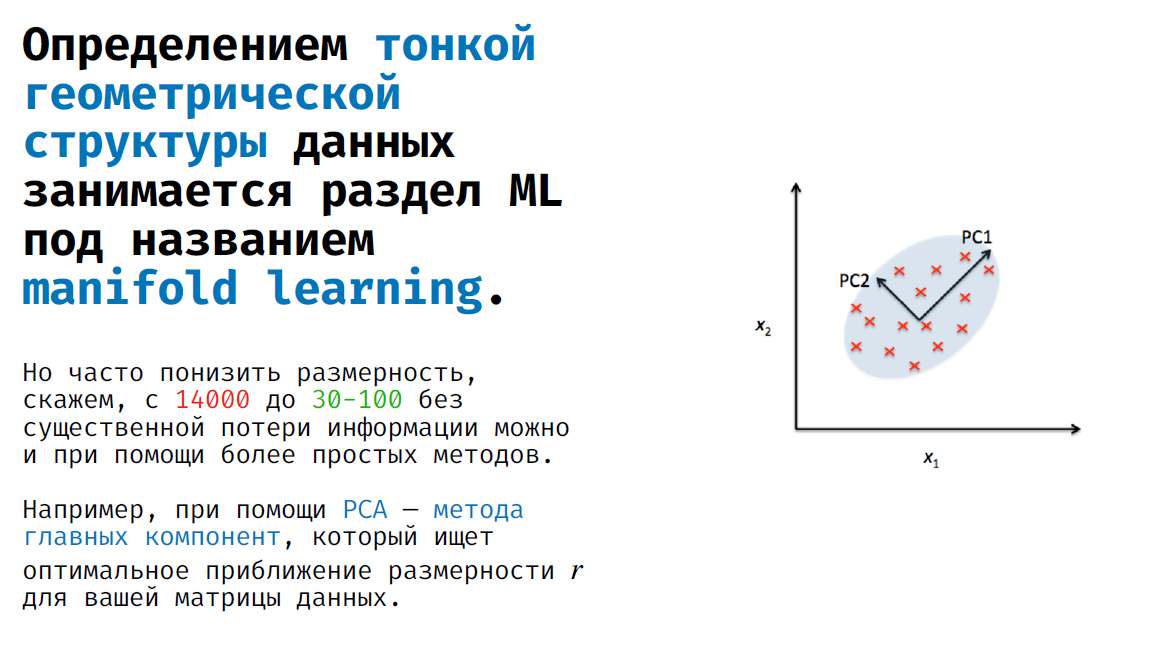 Определением тонкой
геометрической
структуры данных
занимается раздел ML
под названием
manifold learning.
Но часто понизить размерность,
скажем, с 14000 до 30-100 без
существенной потери информации можно
и при помощи более простых методов.
Например, при помощи PCA — метода
главных компонент, который ищет
оптимальное приближение размерности r
для вашей матрицы данных.
PC1
PC2
x₂
x₁